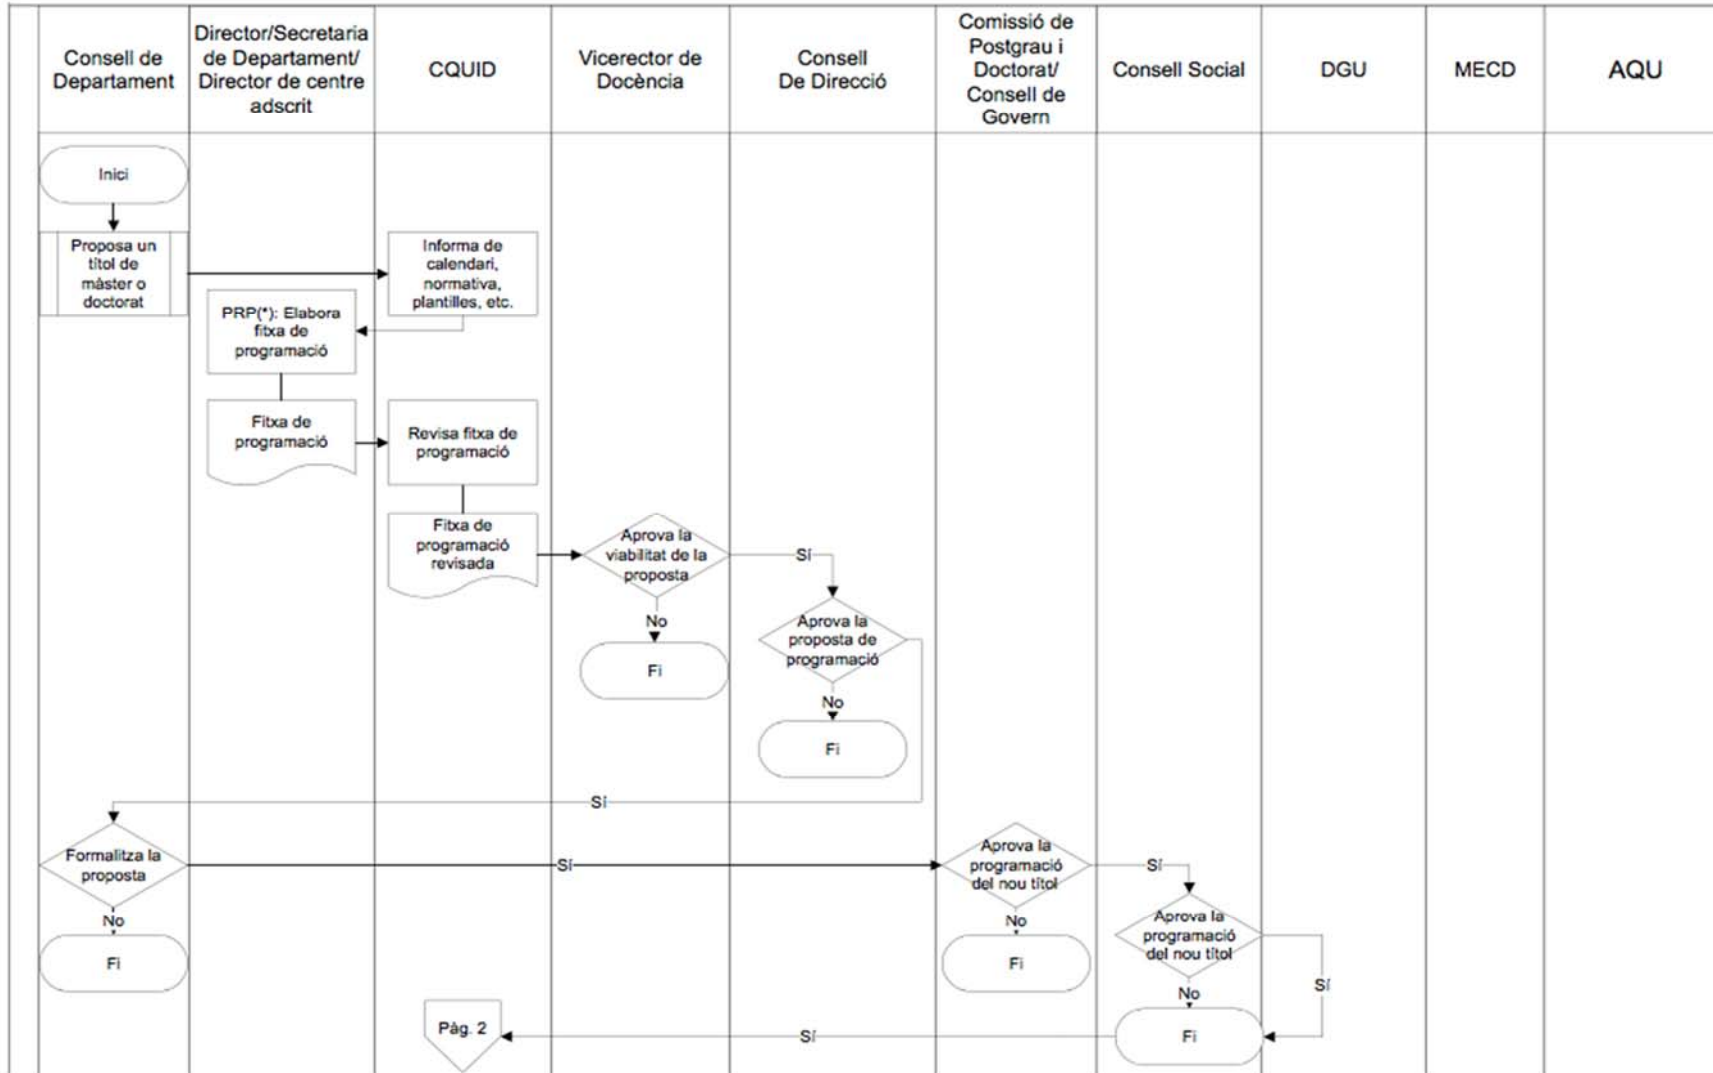 Consell de
Departament
Director/Secretaria
de Departament/
Director de centre
adscrit
CQUID
Vicerector de
Docència
Consell
De Direcció
Comissió de
Postgrau i
Doctorat/
Consell de
Govern
Consell Social
DGU
MECD
AQU
Inici
Proposa un
títol de
màster o
doctorat
Informa de
calendari,
normativa,
plantilles, etc.
PRP(*): Elabora
fitxa de
programació
Fitxa de
programació
Revisa fitxa de
programació
Fitxa de
programació
revisada
Aprova la
viabilitat de la
proposta
Sí
No
Fi
Aprova la
proposta de
programació
No
Fi
Sí
Formalitza la
proposta
Sí
No
Fi
Aprova la
programació
del nou títol
Sí
No
Fi
Aprova la
programació
del nou títol
Sí
No
Fi
Sí
Pàg. 2